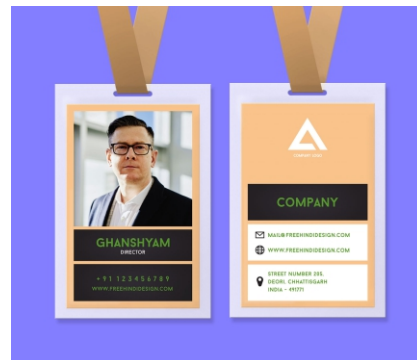 GHANSHYAM
DIRECTOR
+91 123456789
WWW.FREEHINDIDESIGN.COM
COMPANY
MAIL@FREEHINDIDESIGN.COM
WWW.FREEHINDIDESIGN.COM
STREET NUMBER 285,
DEORI, CHHATTISGARH
INDIA - 491771